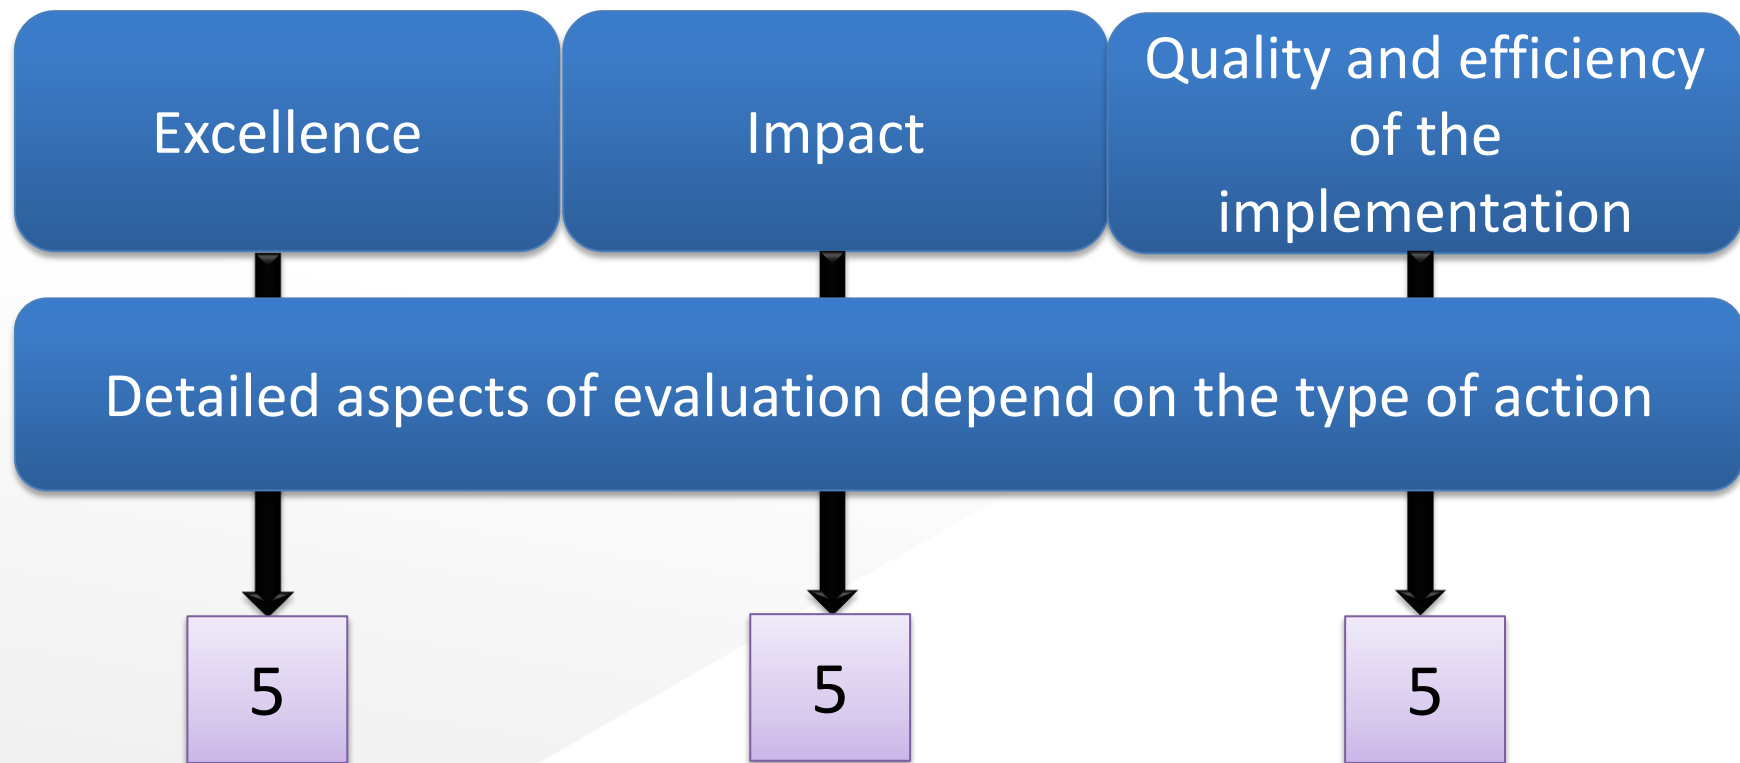 Excellence
Impact
Quality and efficiency
of the
implementation
Detailed aspects of evaluation depend on the type of action
5
5
5